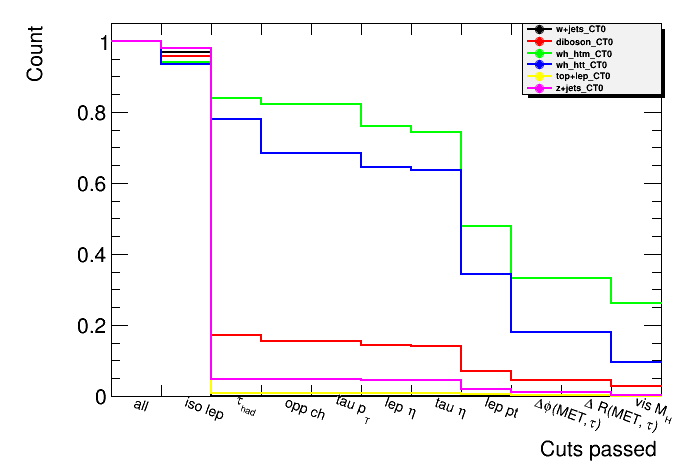 Count
1
0.8
0.6
0.4
0.2
0
w+jets_CT0
diboson_CT0
wh_htm_CT0
wh_htt_CT0
top+lep_CT0
z+jets_CT0
all
iso lep
τhad
opp ch
tau pT
lep η
tau η
lep pt
Δφ(MET,τ)
Δ R(MET, τ)
vis MH
Cuts passed